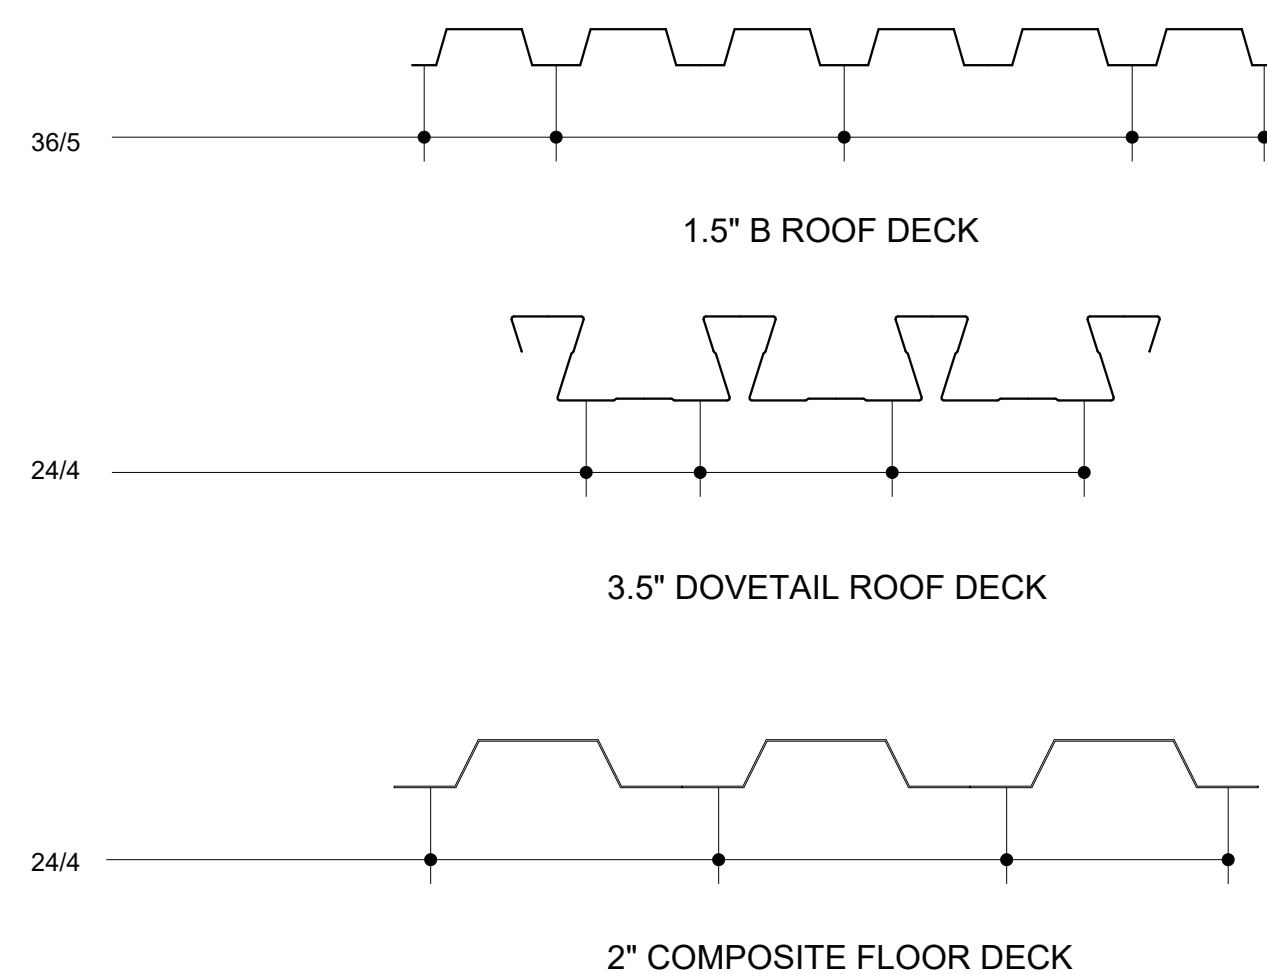 36/5
1.5" B ROOF DECK
24/4
3.5" DOVETAIL ROOF DECK
24/4
2" COMPOSITE FLOOR DECK